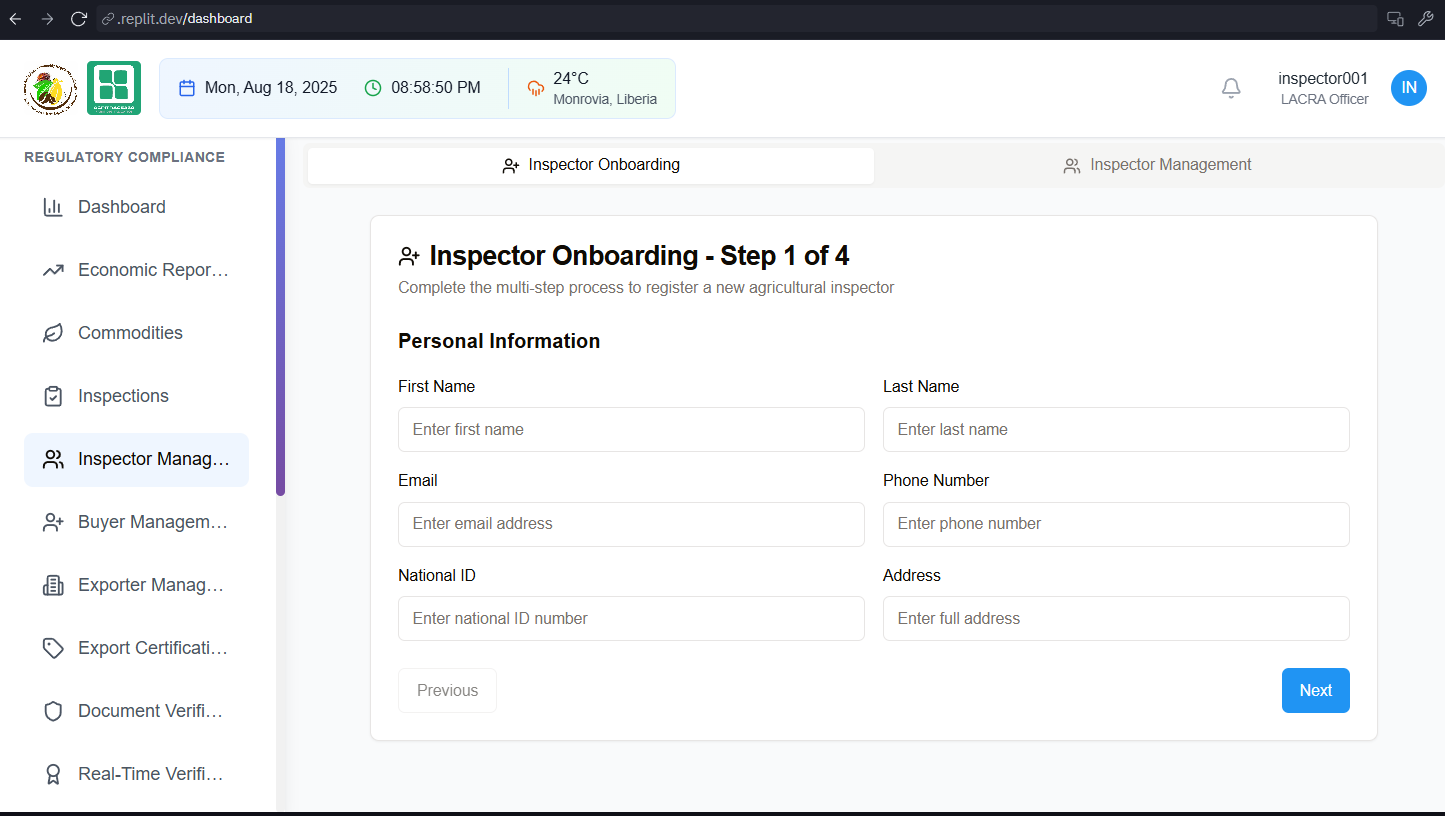 .replit.dev/dashboard
Mon, Aug 18, 2025
08:58:50 PM
24°C
Monrovia, Liberia
inspector001
LACRA Officer
IN
REGULATORY COMPLIANCE
Dashboard
Economic Repor…
Commodities
Inspections
Inspector Manag…
Buyer Managem…
Exporter Manag…
Export Certificati…
Document Verifi…
Real-Time Verifi…
Inspector Onboarding
Inspector Management
Inspector Onboarding - Step 1 of 4
Complete the multi-step process to register a new agricultural inspector
Personal Information
First Name
Last Name
Enter first name
Enter last name
Email
Phone Number
Enter email address
Enter phone number
National ID
Address
Enter national ID number
Enter full address
Previous
Next